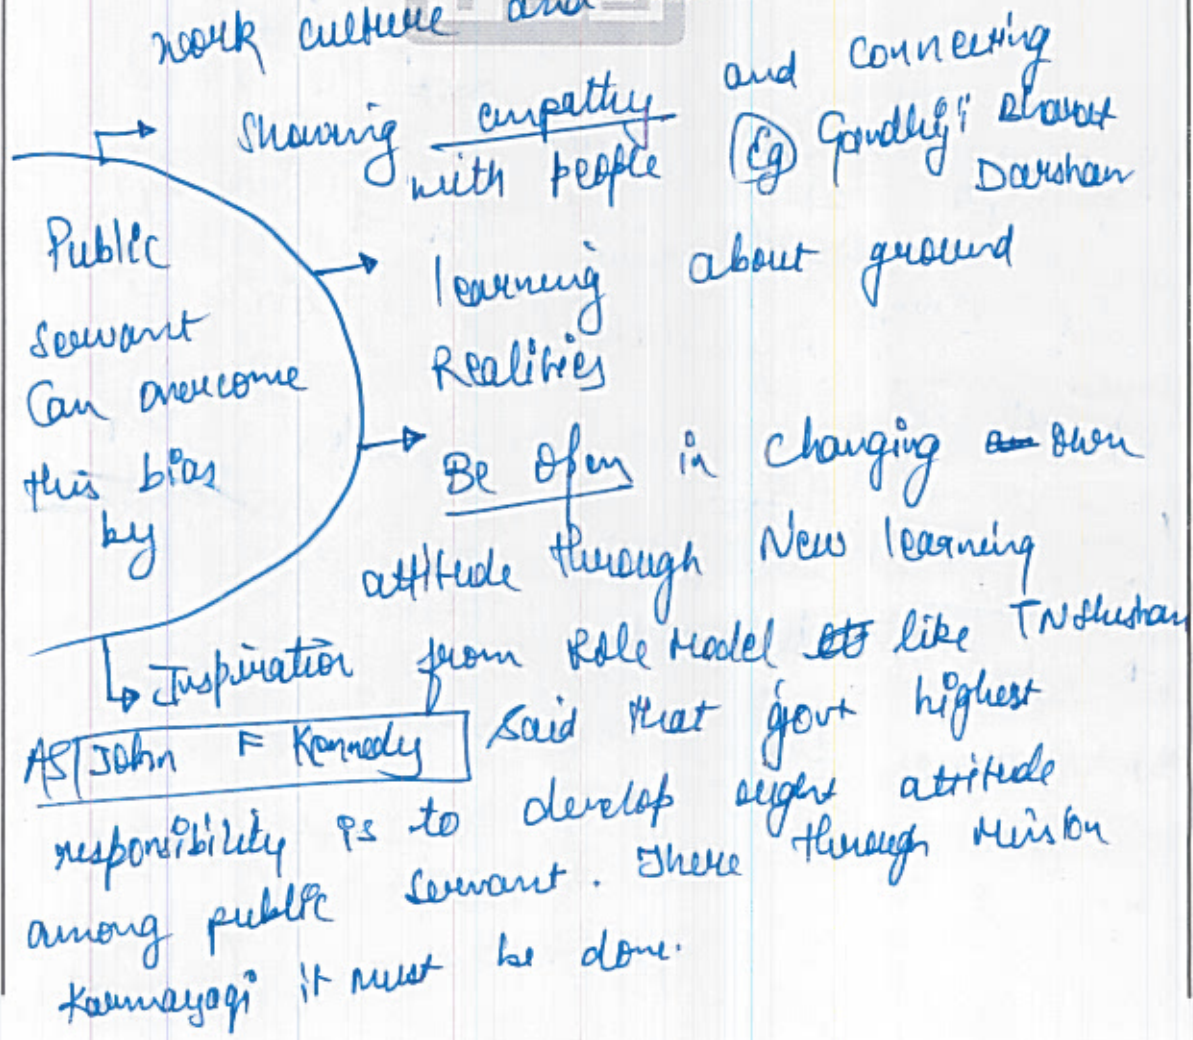 work culture and
Showing empathy and connecting
with people Eg Gandhiji Bharat
Darshan
learning about ground
Realities
Public
servant
Can overcome
this bias
by
Be open in changing own
attitude through New learning
Inspiration from Role Model like TN Sheshan
AS John F Kennedy said that govt highest
responsibility is to develop right attitude
among public servant. There through Mission
Karmayogi it must be done.